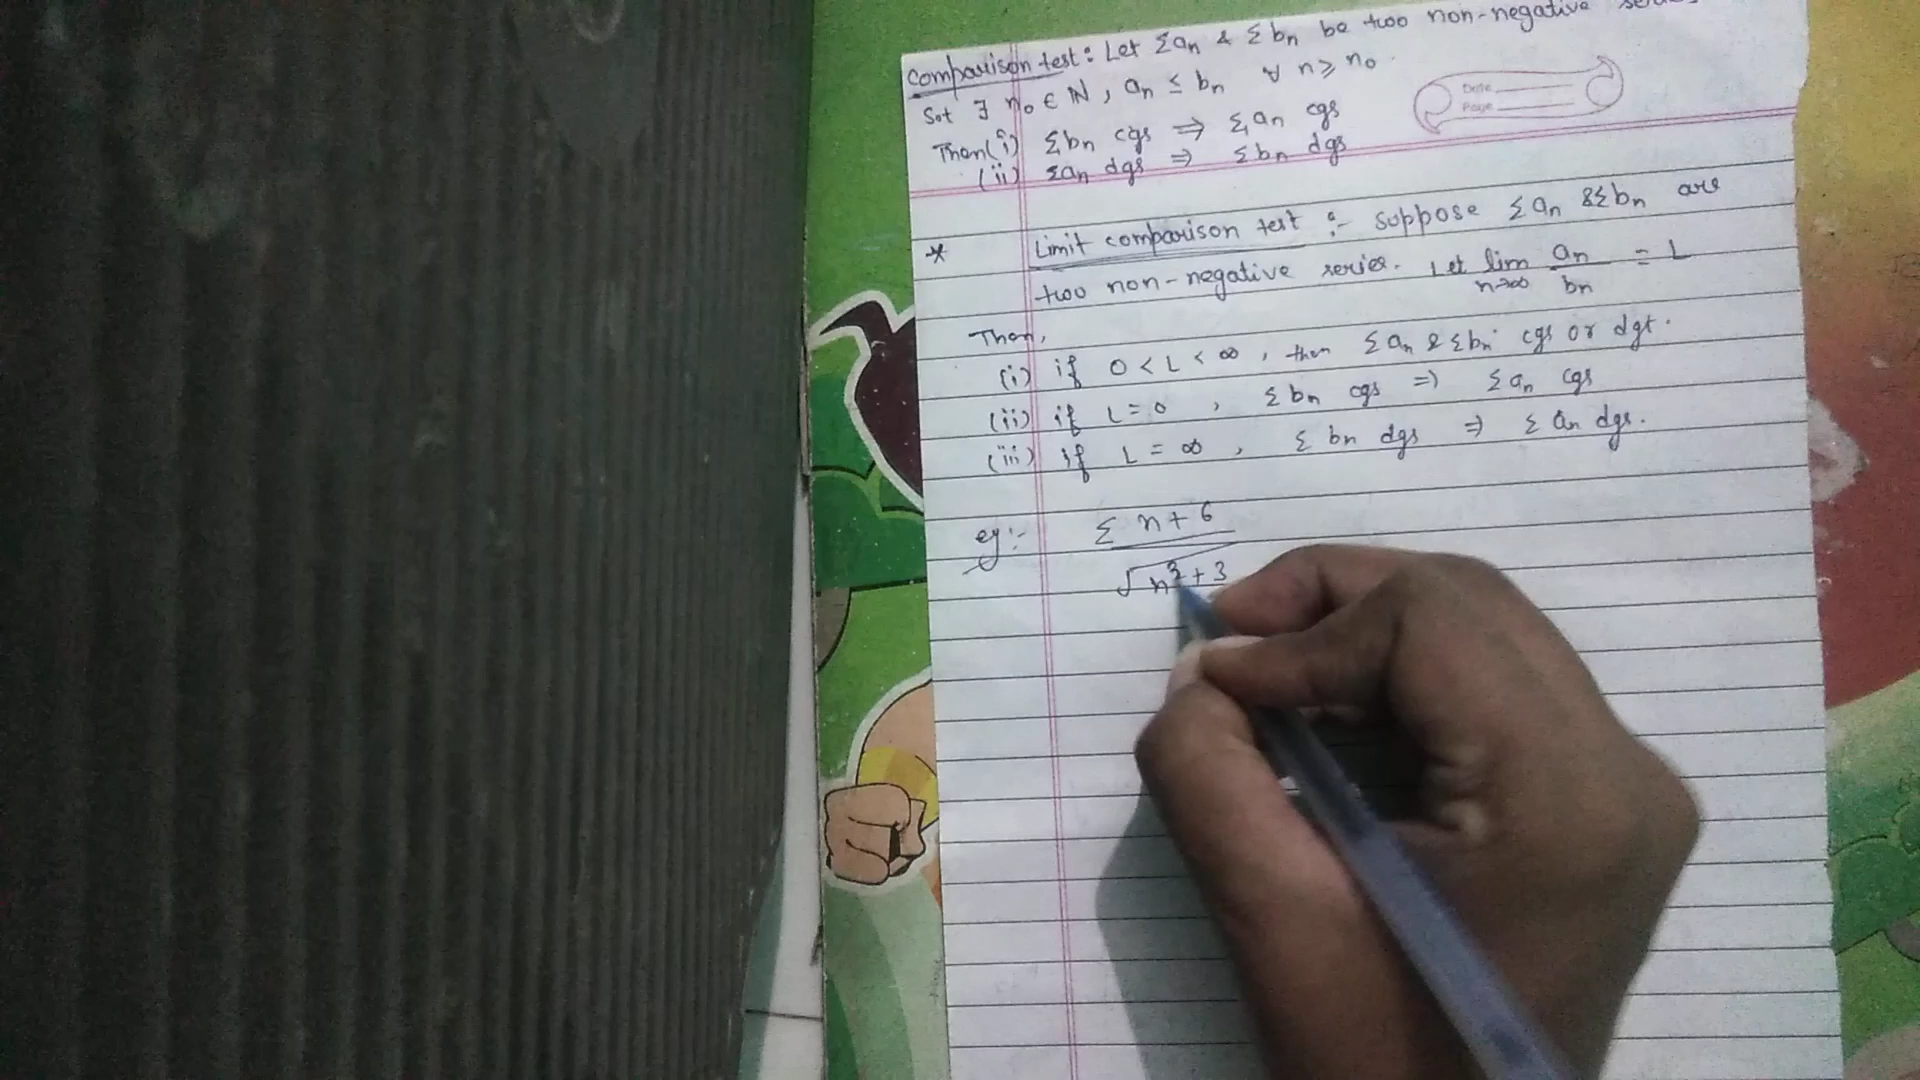 Comparison test: Let Σan & Σbn be two non-negative series
Sot ∃ n0 ∈ N, an ≤ bn ∀ n ≥ n0.
Then (i) Σbn cgs ⇒ Σan cgs
(ii) Σan dgs ⇒ Σbn dgs
Date
Page
* Limit comparison test :- suppose Σan & Σbn are
two non-negative series. Let lim n→∞ an/bn = L
Then,
(i) if 0 < L < ∞, then Σan & Σbn cgs or dgt.
(ii) if L = 0, Σbn cgs ⇒ Σan cgs
(iii) if L = ∞, Σbn dgs ⇒ Σan dgs.
eg:- Σ n + 6
√n³ + 3